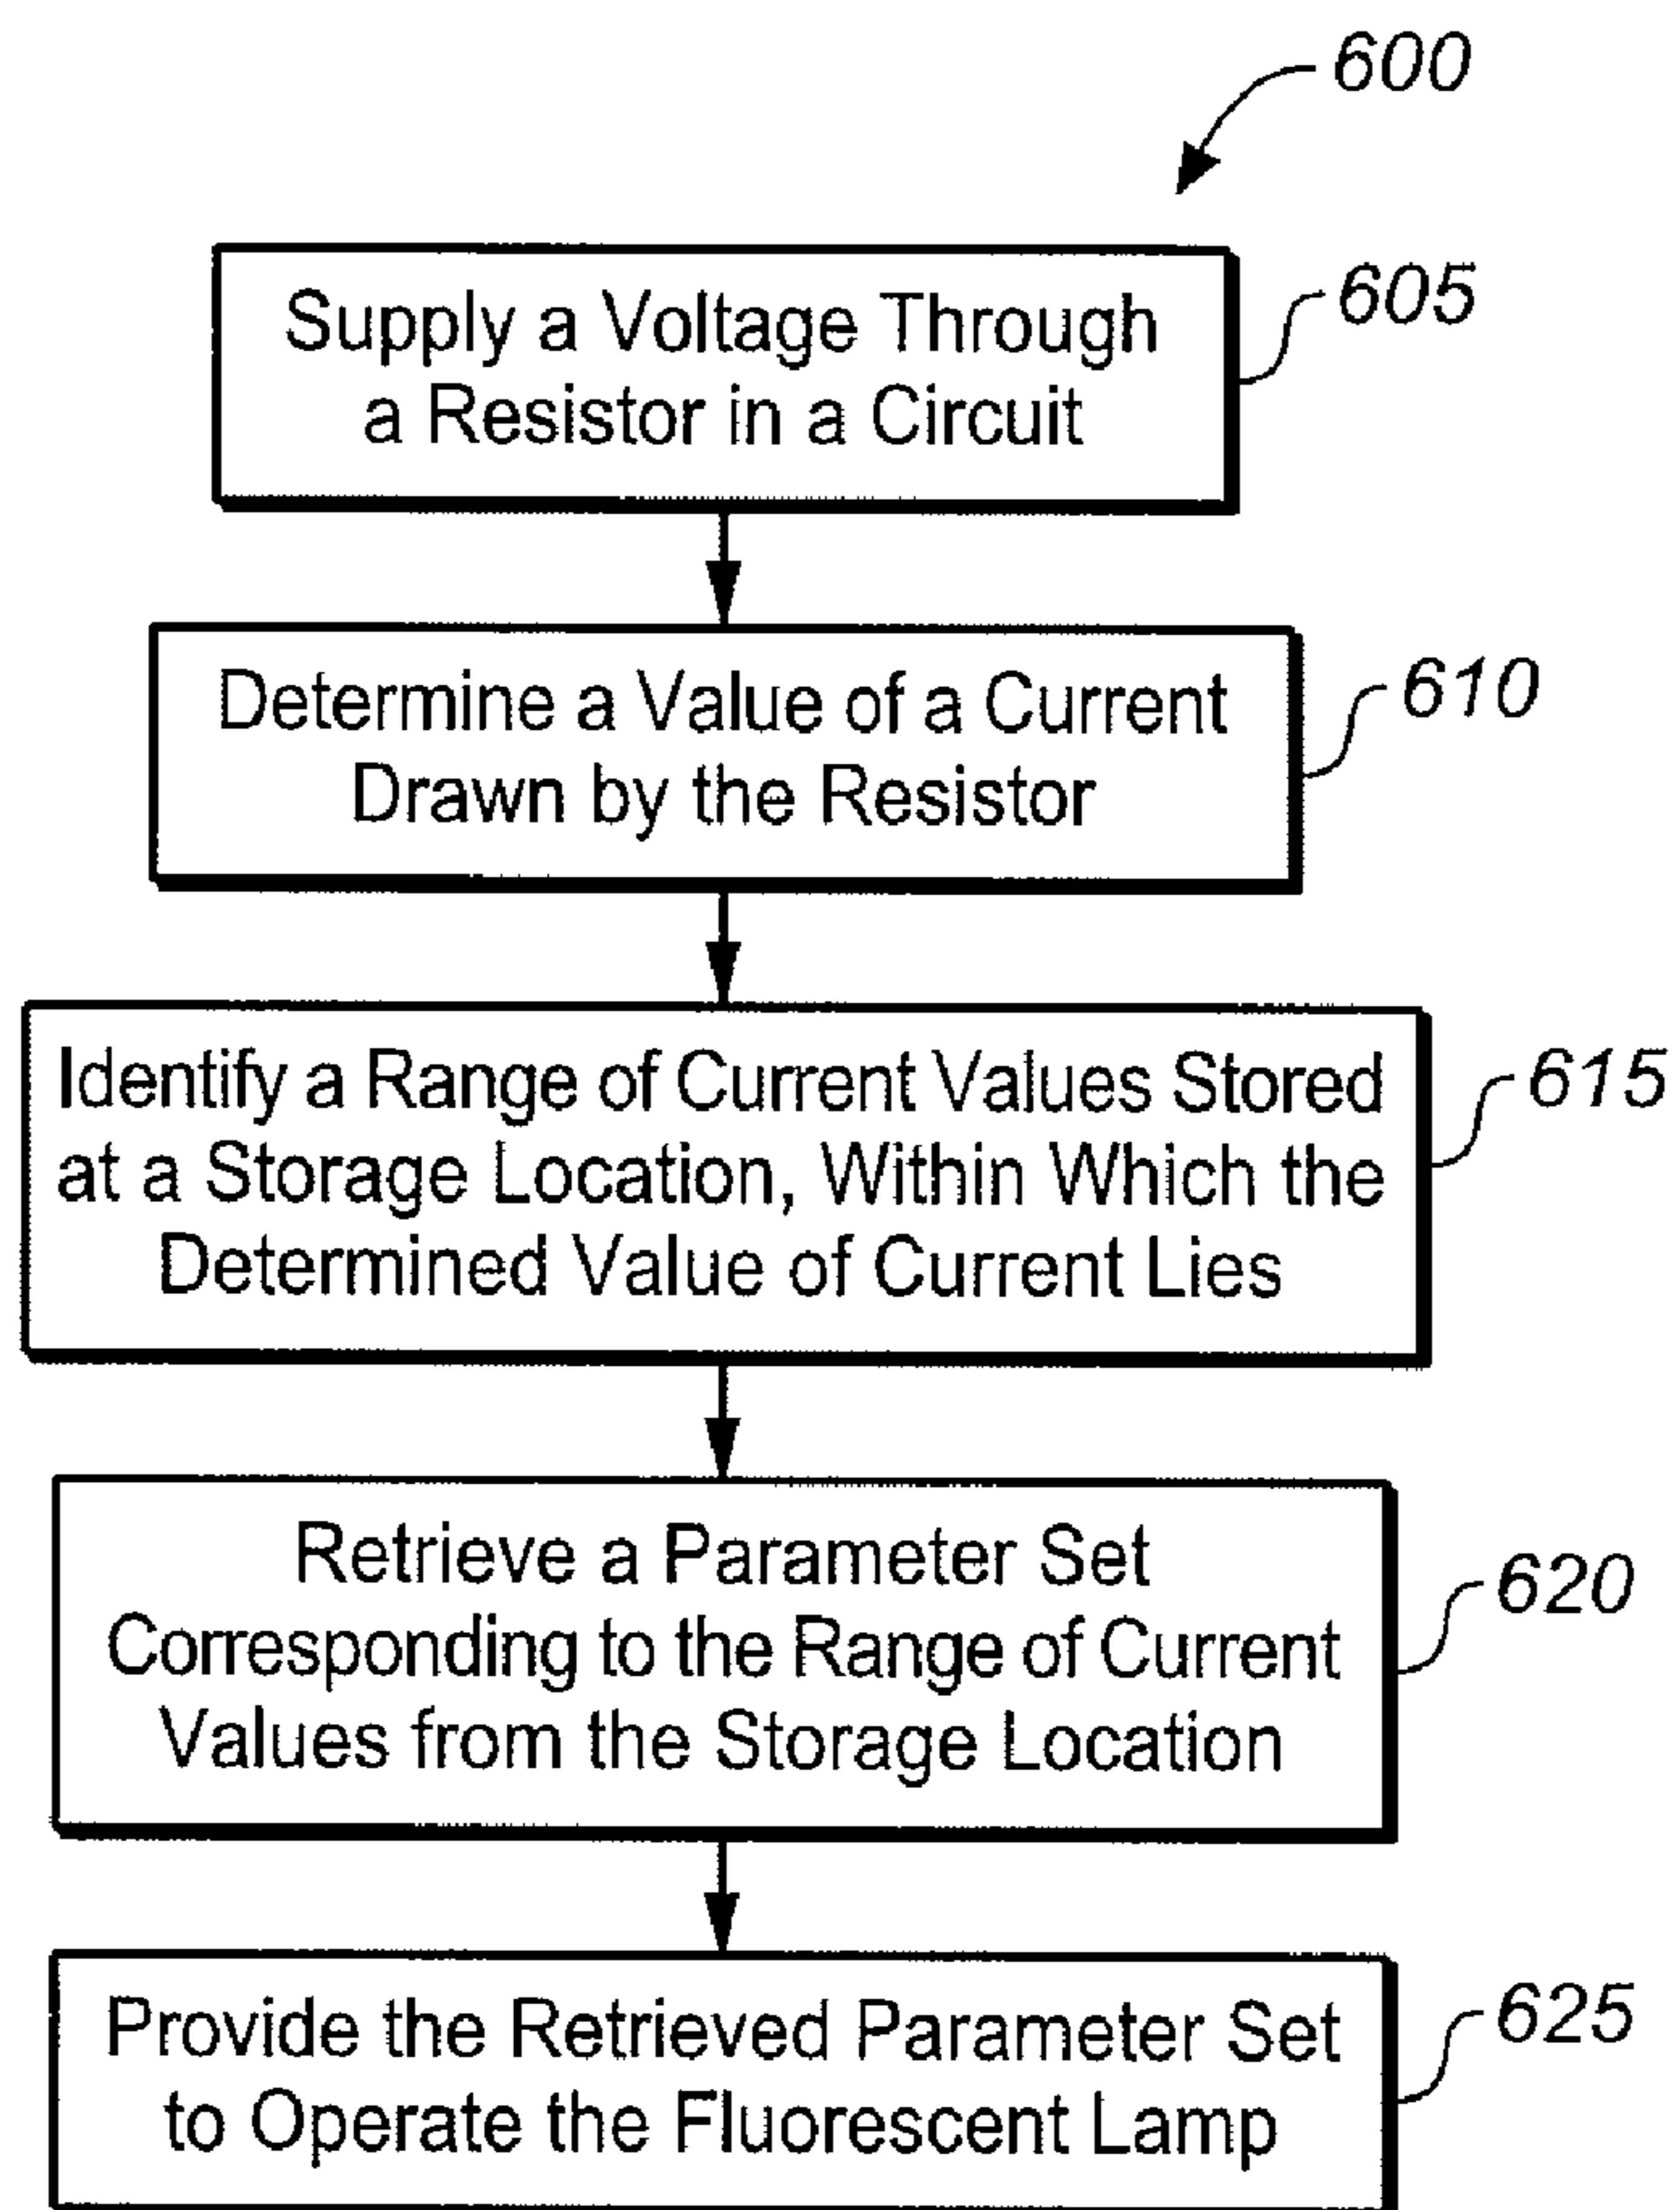 600
Supply a Voltage Through
a Resistor in a Circuit
605
Determine a Value of a Current
Drawn by the Resistor
610
Identify a Range of Current Values Stored
at a Storage Location, Within Which the
Determined Value of Current Lies
615
Retrieve a Parameter Set
Corresponding to the Range of Current
Values from the Storage Location
620
Provide the Retrieved Parameter Set
to Operate the Fluorescent Lamp
625